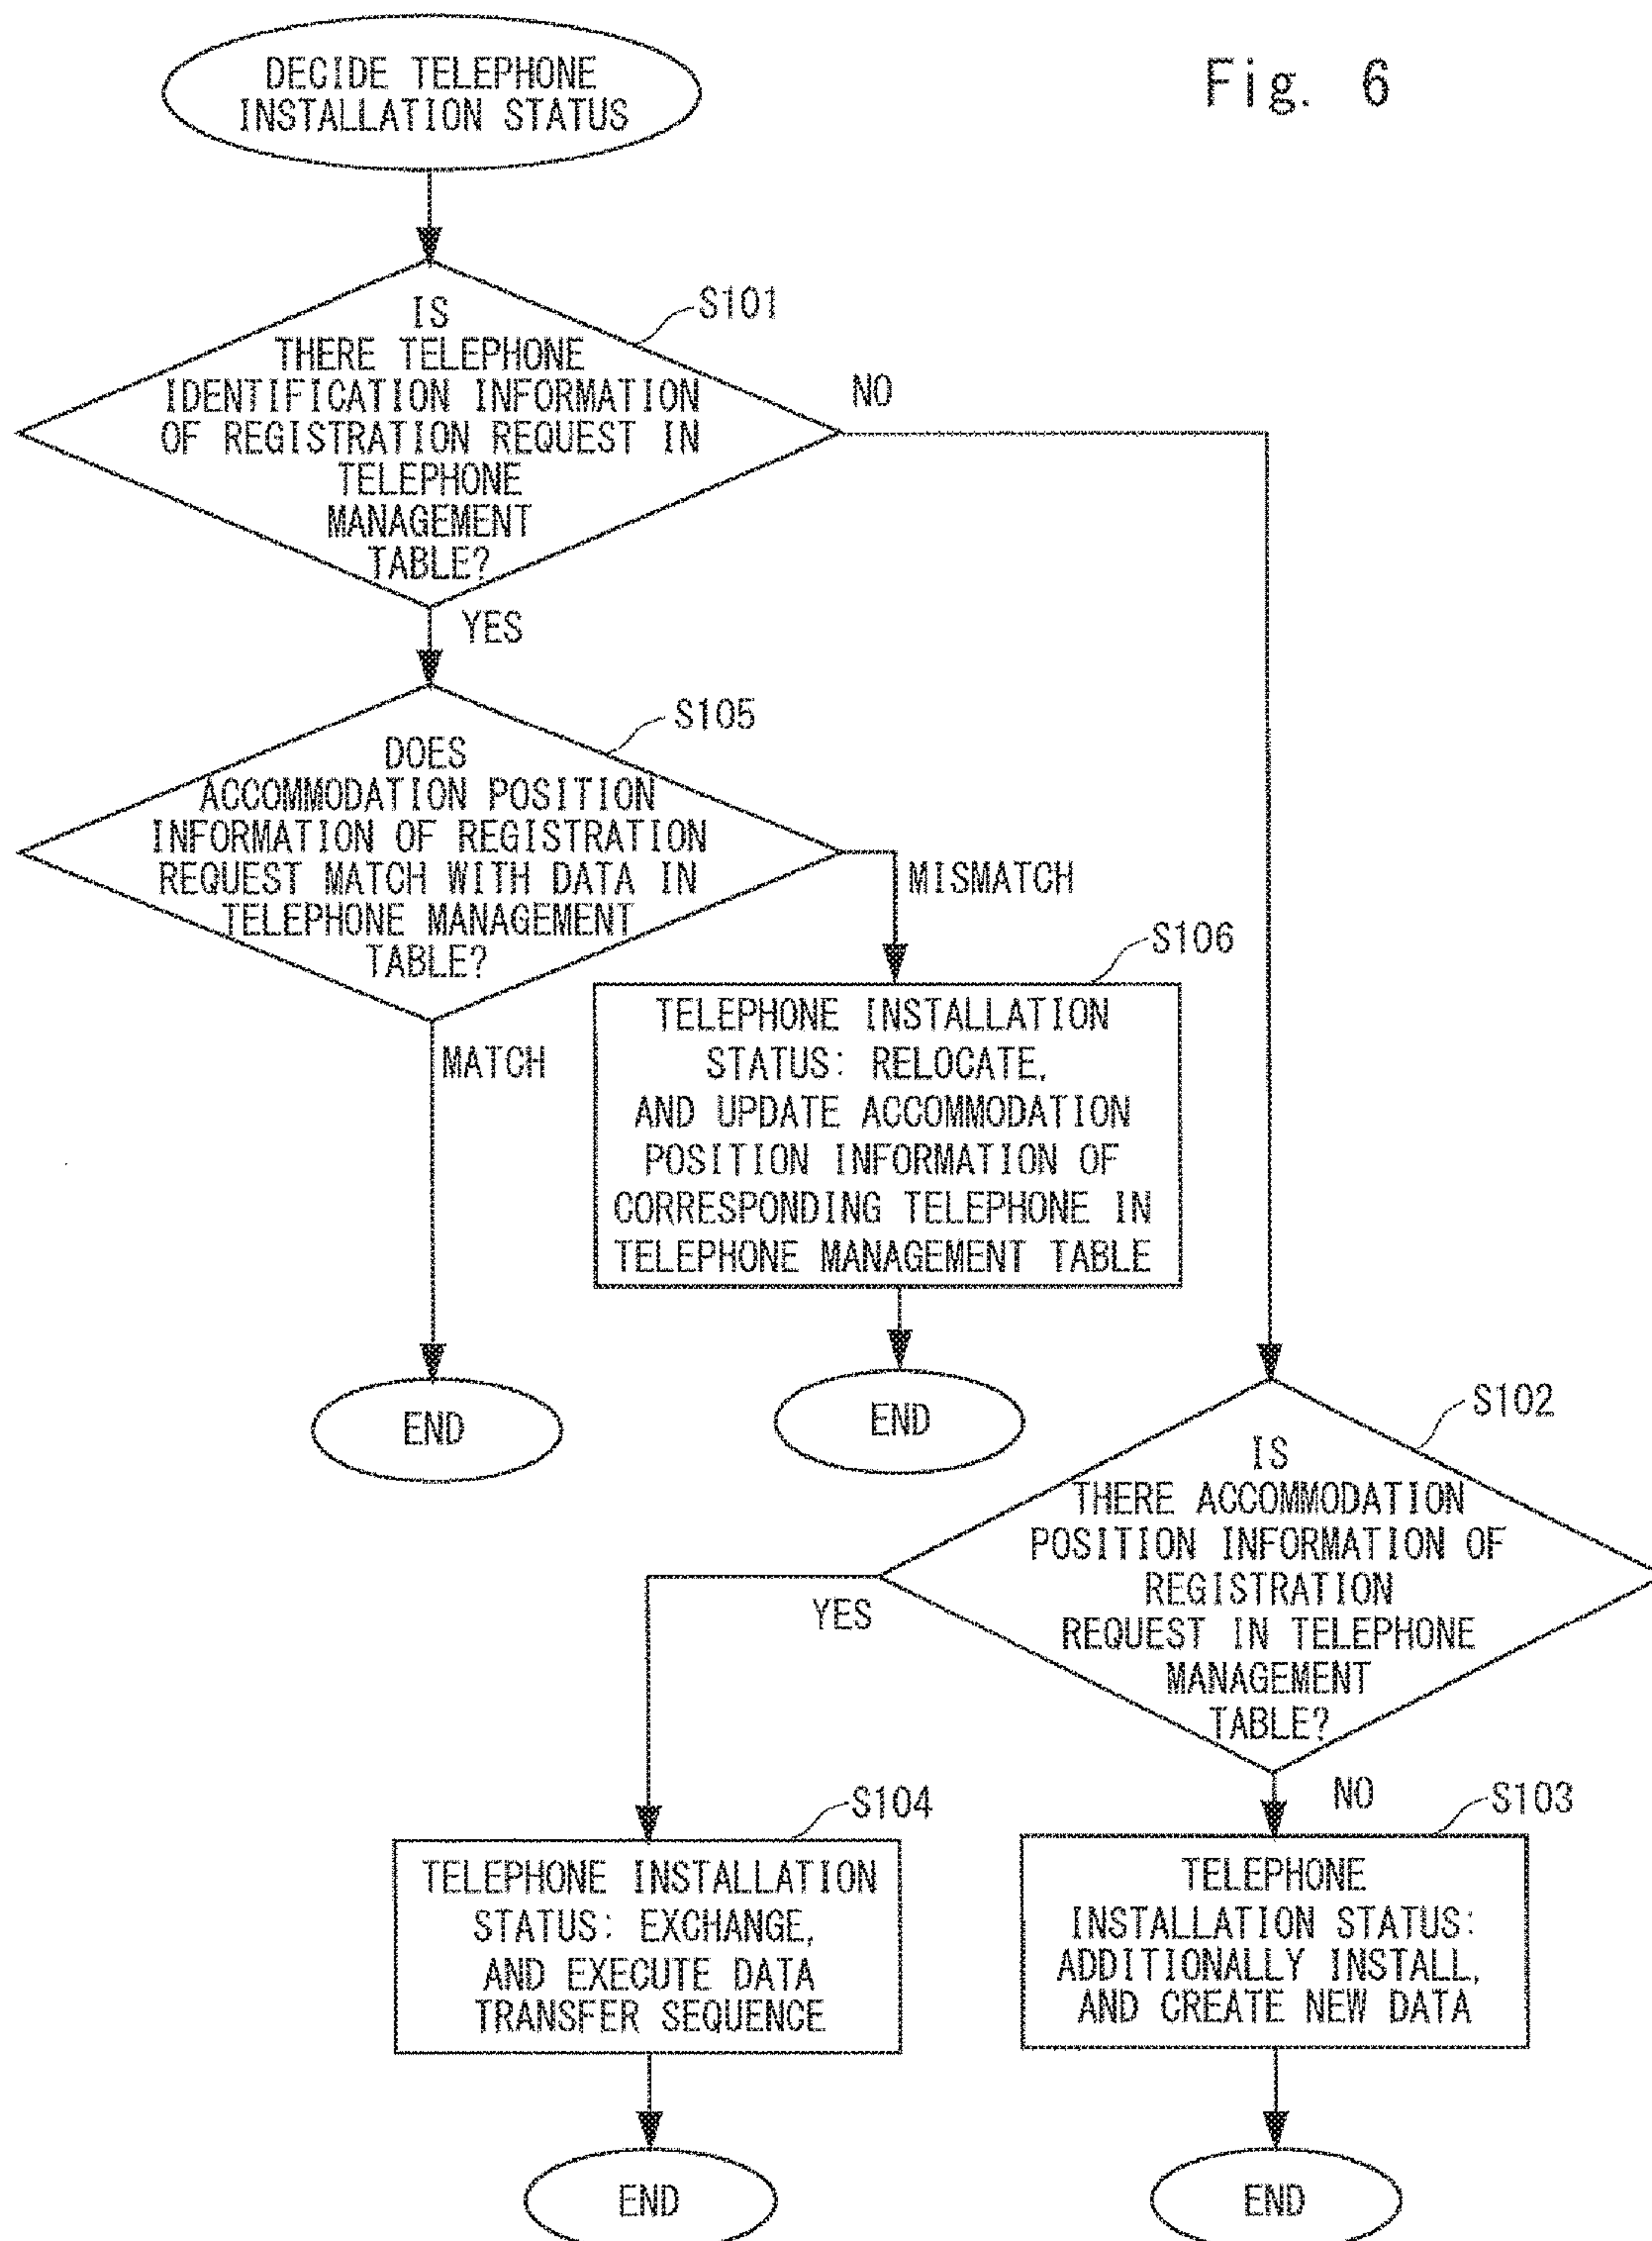 Fig. 6
DECIDE TELEPHONE
INSTALLATION STATUS
S101
IS
THERE TELEPHONE
IDENTIFICATION INFORMATION
OF REGISTRATION REQUEST IN
TELEPHONE
MANAGEMENT
TABLE?
NO
YES
S105
DOES
ACCOMMODATION POSITION
INFORMATION OF REGISTRATION
REQUEST MATCH WITH DATA IN
TELEPHONE MANAGEMENT
TABLE?
MISMATCH
MATCH
S106
TELEPHONE INSTALLATION
STATUS: RELOCATE,
AND UPDATE ACCOMMODATION
POSITION INFORMATION OF
CORRESPONDING TELEPHONE IN
TELEPHONE MANAGEMENT TABLE
END
END
S102
IS
THERE ACCOMMODATION
POSITION INFORMATION OF
REGISTRATION
REQUEST IN TELEPHONE
MANAGEMENT
TABLE?
YES
NO
S104
TELEPHONE INSTALLATION
STATUS: EXCHANGE,
AND EXECUTE DATA
TRANSFER SEQUENCE
S103
TELEPHONE
INSTALLATION STATUS:
ADDITIONALLY INSTALL,
AND CREATE NEW DATA
END
END